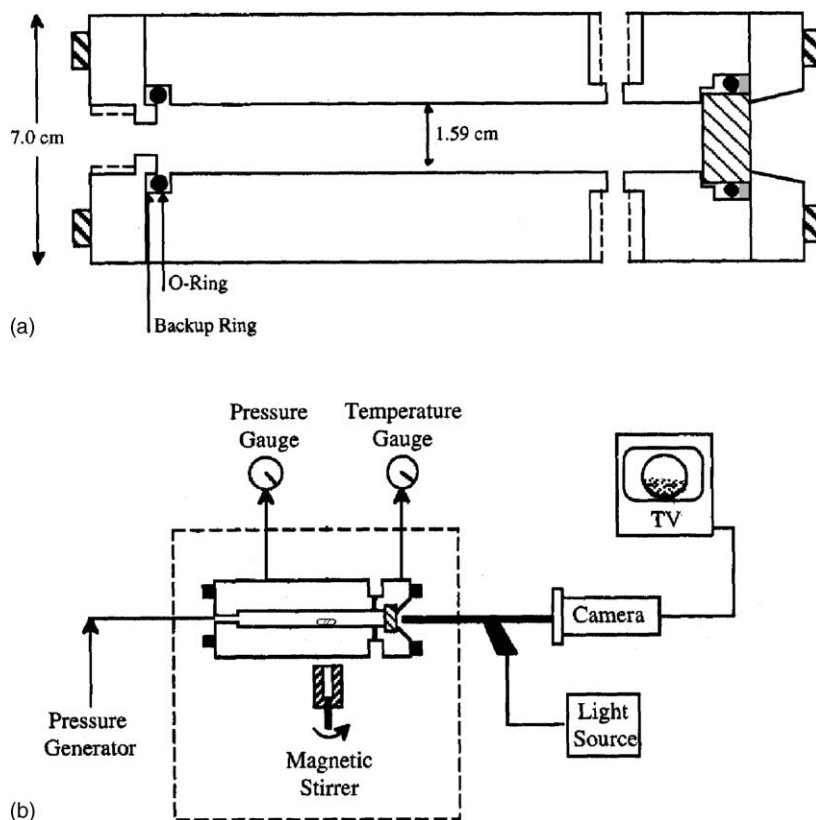 7.0 cm
1.59 cm
O-Ring
Backup Ring
(a)
Pressure
Gauge
Temperature
Gauge
TV
Camera
Pressure
Generator
Light
Source
Magnetic
Stirrer
(b)